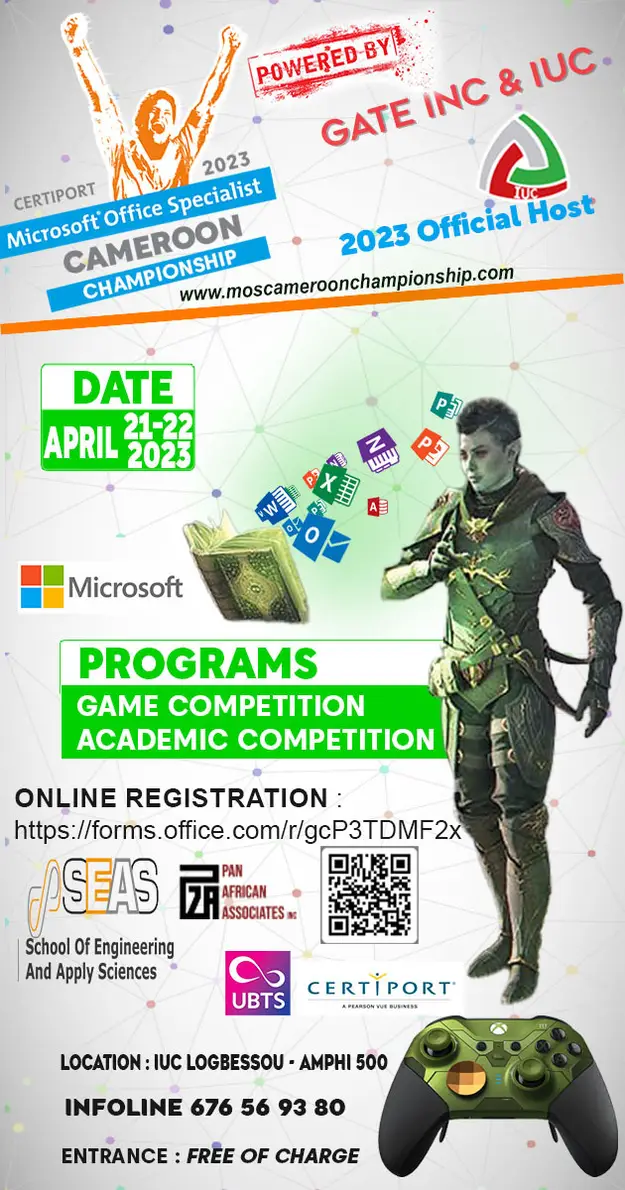 POWERED BY
GATE INC & IUC
CERTIPORT 2023
Microsoft® Office Specialist
CAMEROON
CHAMPIONSHIP
IUC
2023 Official Host
www.moscameroonchampionship.com
DATE
APRIL 21-22
2023
P
N
P
X
A
W
O
Microsoft
PROGRAMS
GAME COMPETITION
ACADEMIC COMPETITION
ONLINE REGISTRATION :
https://forms.office.com/r/gcP3TDMF2x
SEAS
School Of Engineering
And Apply Sciences
PAN
AFRICAN
ASSOCIATES INC
UBTS
CERTIPORT®
A PEARSON VUE BUSINESS
LOCATION : IUC LOGBESSOU - AMPHI 500
INFOLINE 676 56 93 80
ENTRANCE : FREE OF CHARGE